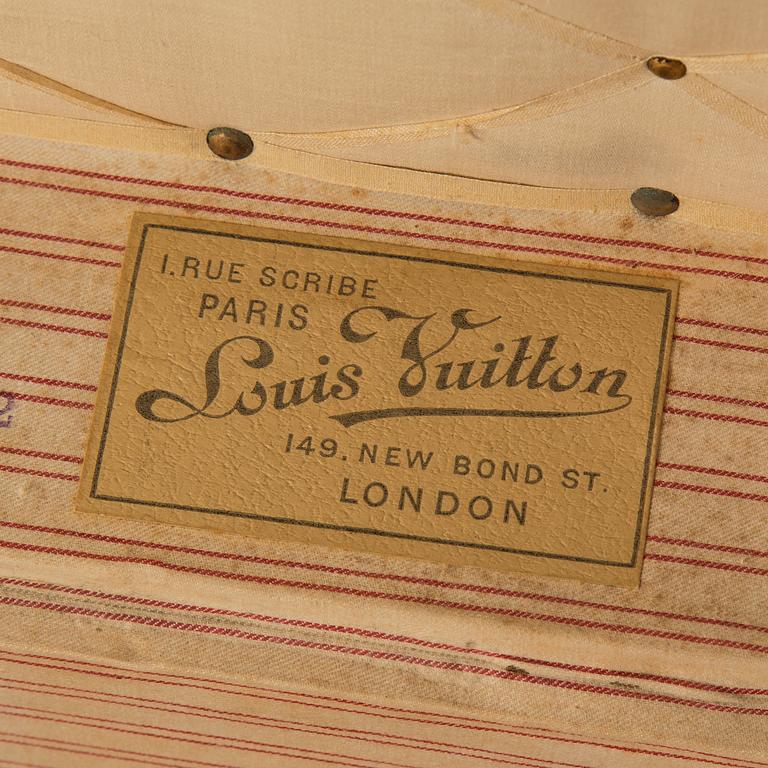 1. RUE SCRIBE
PARIS
Louis Vuitton
149. NEW BOND ST.
LONDON